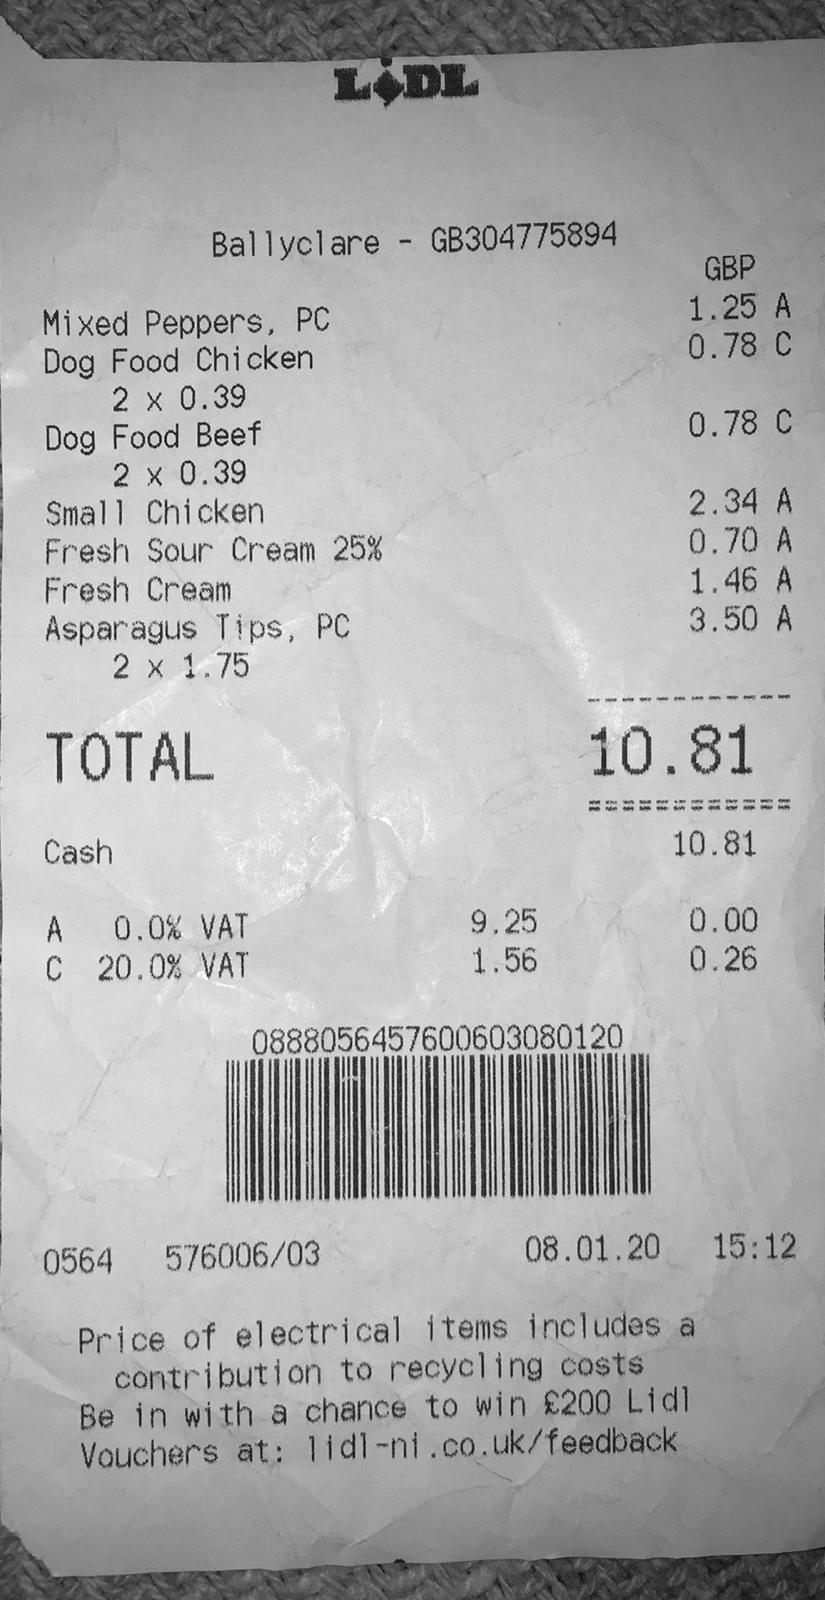 LIDL
Ballyclare - GB304775894
GBP
Mixed Peppers, PC 1.25 A
Dog Food Chicken 0.78 C
2 x 0.39
Dog Food Beef 0.78 C
2 x 0.39
Small Chicken 2.34 A
Fresh Sour Cream 25% 0.70 A
Fresh Cream 1.46 A
Asparagus Tips, PC 3.50 A
2 x 1.75
TOTAL 10.81
Cash 10.81
A 0.0% VAT 9.25 0.00
C 20.0% VAT 1.56 0.26
08880564576006030​80120
0564 576006/03 08.01.20 15:12
Price of electrical items includes a
contribution to recycling costs
Be in with a chance to win £200 Lidl
Vouchers at: lidl-ni.co.uk/feedback